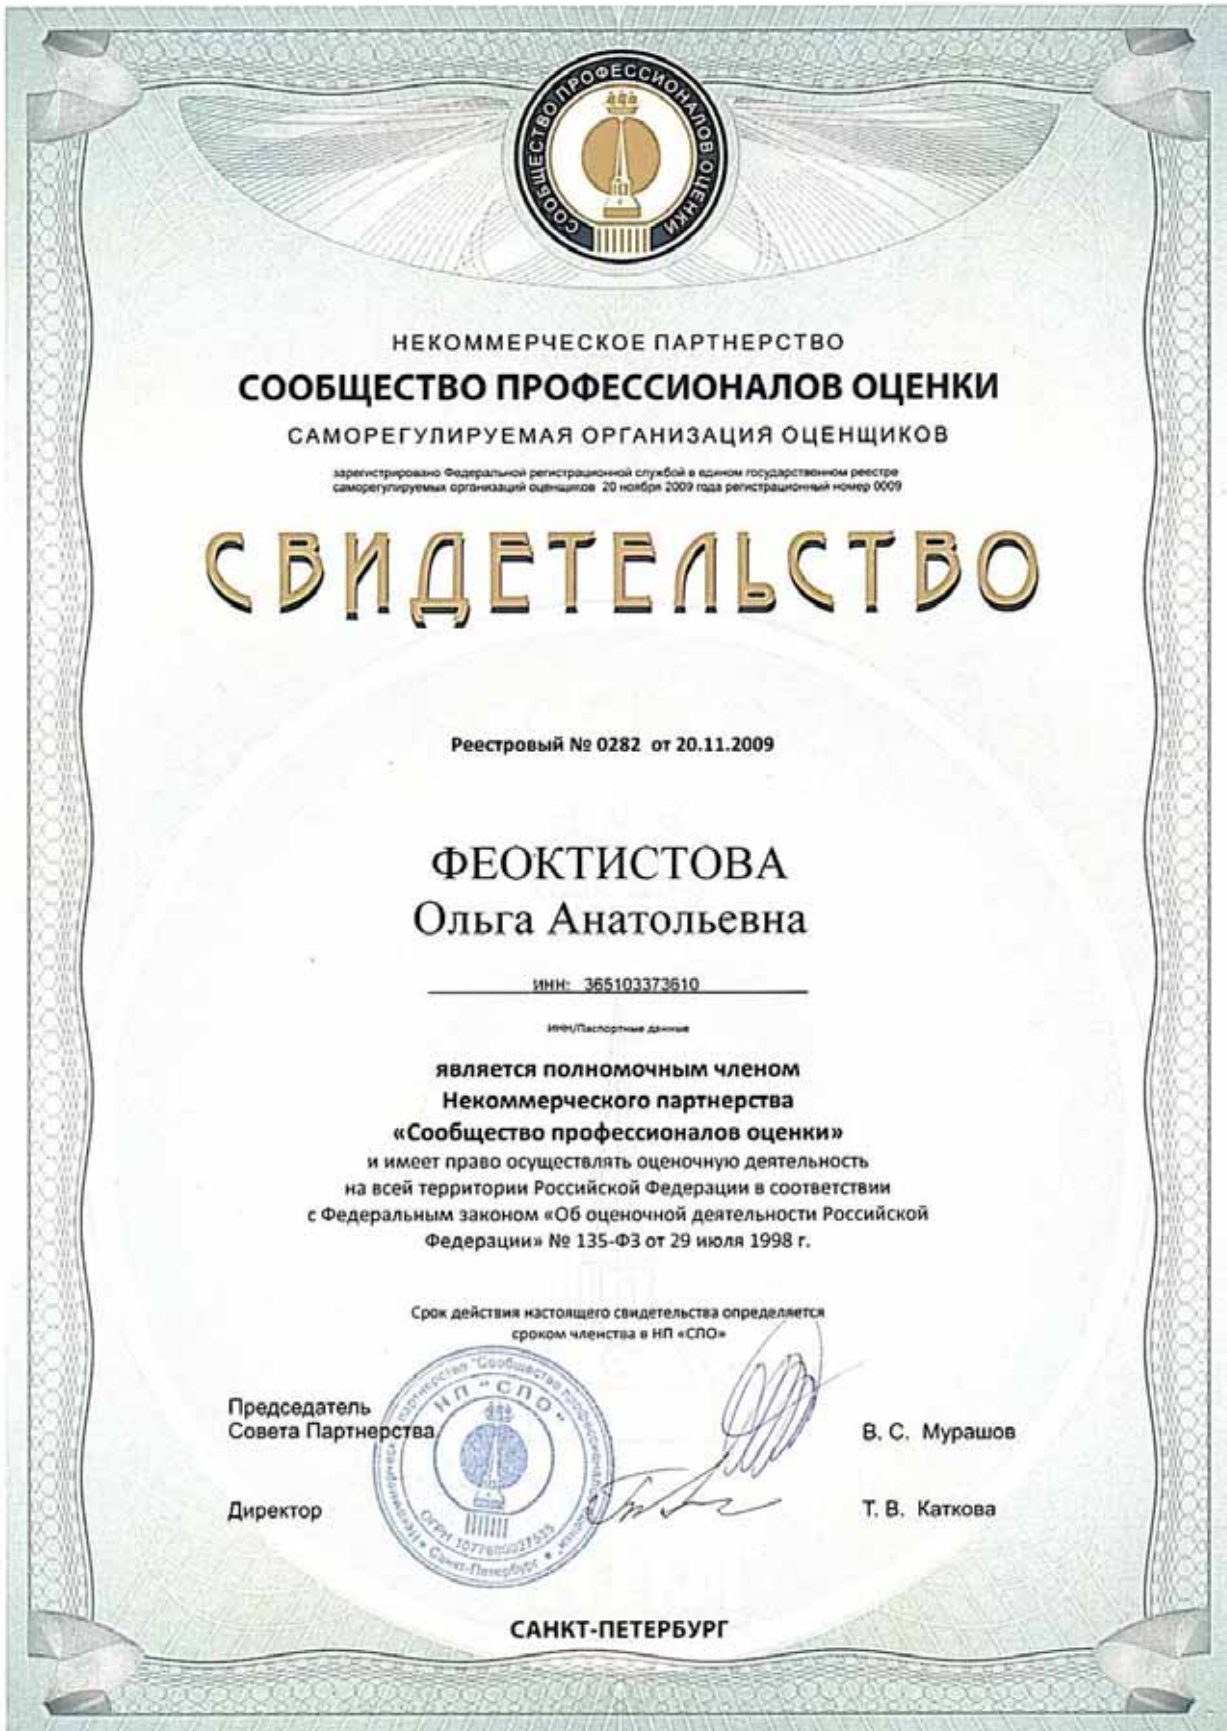 СООБЩЕСТВО ПРОФЕССИОНАЛОВ ОЦЕНКИ
НЕКОММЕРЧЕСКОЕ ПАРТНЕРСТВО
СООБЩЕСТВО ПРОФЕССИОНАЛОВ ОЦЕНКИ
САМОРЕГУЛИРУЕМАЯ ОРГАНИЗАЦИЯ ОЦЕНЩИКОВ
зарегистрировано Федеральной регистрационной службой в едином государственном реестре
саморегулируемых организаций оценщиков 20 ноября 2009 года регистрационный номер 0009
СВИДЕТЕЛЬСТВО
Реестровый № 0282 от 20.11.2009
ФЕОКТИСТОВА
Ольга Анатольевна
ИНН: 365103373610
ИНН/Паспортные данные
является полномочным членом
Некоммерческого партнерства
«Сообщество профессионалов оценки»
и имеет право осуществлять оценочную деятельность
на всей территории Российской Федерации в соответствии
с Федеральным законом «Об оценочной деятельности Российской
Федерации» № 135-ФЗ от 29 июля 1998 г.
Срок действия настоящего свидетельства определяется
сроком членства в НП «СПО»
Председатель
Совета Партнерства
В. С. Мурашов
НП "СПО"
Санкт-Петербург
Директор
Т. В. Каткова
САНКТ-ПЕТЕРБУРГ